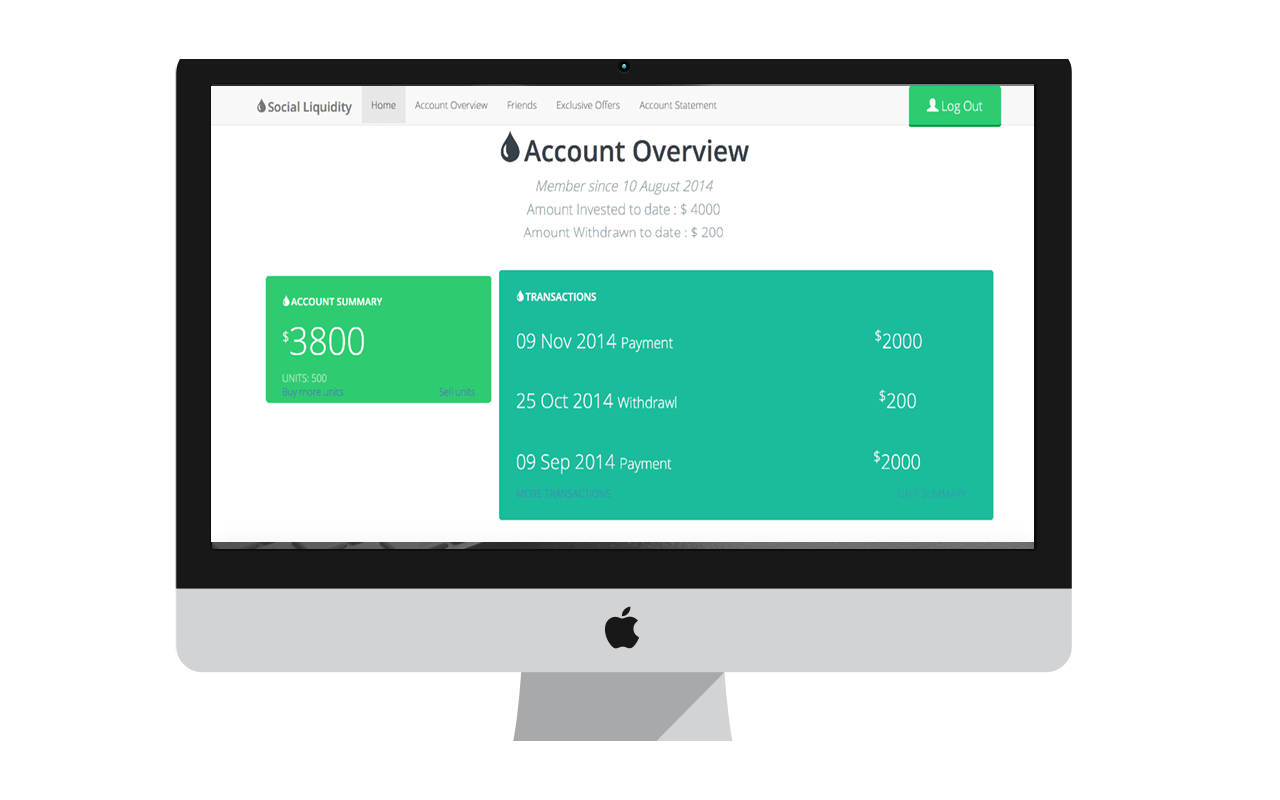 Social Liquidity Home Account Overview Friends Exclusive Offers Account Statement Log Out
Account Overview
Member since 10 August 2014
Amount Invested to date : $ 4000
Amount Withdrawn to date : $ 200
ACCOUNT SUMMARY
$3800
UNITS: 500
Buy more units Sell units
TRANSACTIONS
09 Nov 2014 Payment $2000
25 Oct 2014 Withdrawl $200
09 Sep 2014 Payment $2000
MORE TRANSACTIONS UNIT SUMMARY